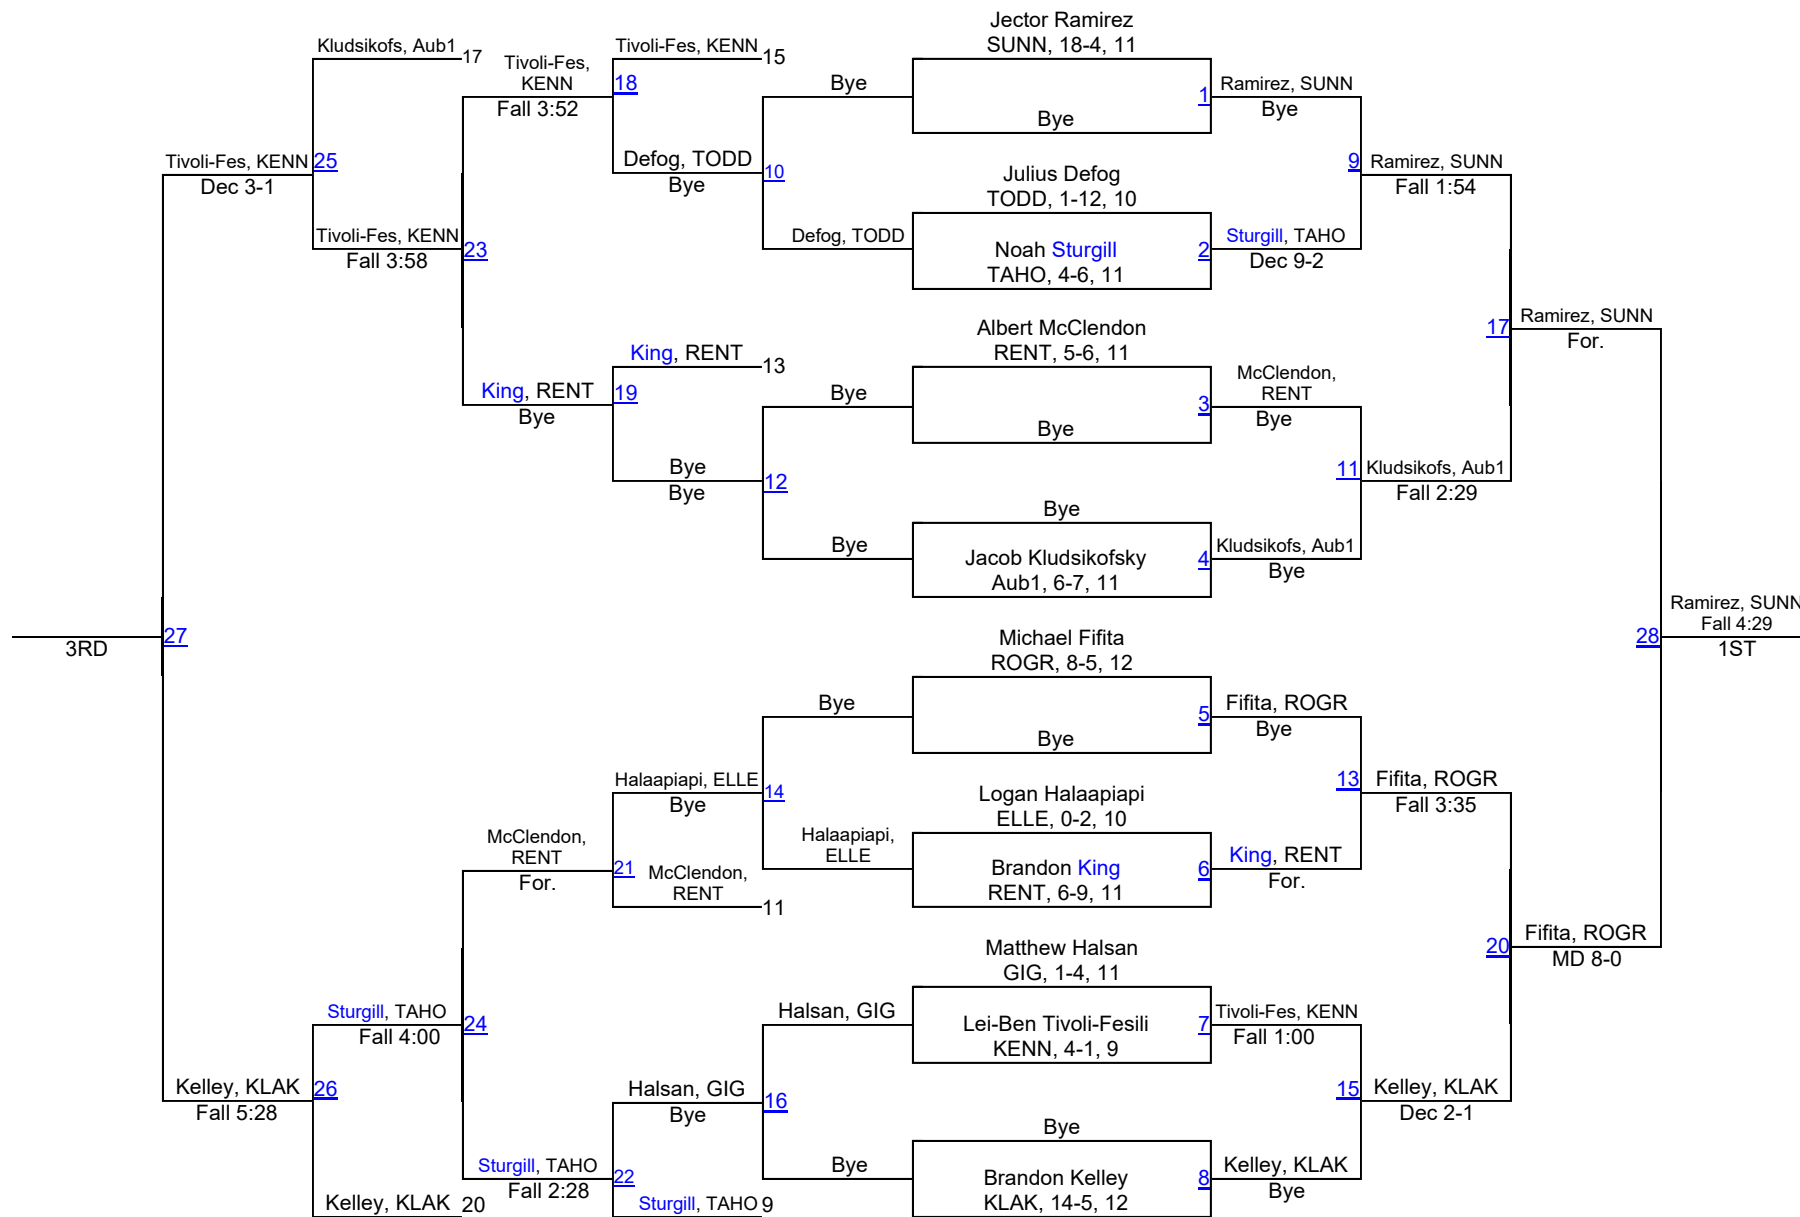 Jector Ramirez
SUNN, 18-4, 11
Kludsikofs, Aub1 17
Tivoli-Fes, KENN 15
Tivoli-Fes,
KENN
18
Fall 3:52
Bye
1
Ramirez, SUNN
Bye
Bye
Tivoli-Fes, KENN 25
Dec 3-1
Defog, TODD 10
Bye
Julius Defog
TODD, 1-12, 10
9 Ramirez, SUNN
Fall 1:54
Tivoli-Fes, KENN 23
Fall 3:58
Defog, TODD
Noah Sturgill
TAHO, 4-6, 11
2
Sturgill, TAHO
Dec 9-2
Albert McClendon
RENT, 5-6, 11
17 Ramirez, SUNN
For.
King, RENT 13
King, RENT 19
Bye
Bye
3
McClendon,
RENT
Bye
Bye
Bye 12
Bye
11 Kludsikofs, Aub1
Fall 2:29
Bye
Bye
Jacob Kludsikofsky
Aub1, 6-7, 11
4
Kludsikofs, Aub1
Bye
Ramirez, SUNN
Fall 4:29
27
3RD
28
1ST
Michael Fifita
ROGR, 8-5, 12
Bye
5
Fifita, ROGR
Bye
Bye
Halaapiapi, ELLE 14
Bye
Logan Halaapiapi
ELLE, 0-2, 10
13 Fifita, ROGR
Fall 3:35
McClendon,
RENT
21
For.
Halaapiapi,
ELLE
Brandon King
RENT, 6-9, 11
6
King, RENT
For.
McClendon,
RENT
11
Matthew Halsan
GIG, 1-4, 11
20 Fifita, ROGR
MD 8-0
Sturgill, TAHO 24
Fall 4:00
Halsan, GIG
Lei-Ben Tivoli-Fesili
KENN, 4-1, 9
7
Tivoli-Fes, KENN
Fall 1:00
Kelley, KLAK 26
Fall 5:28
Halsan, GIG 16
Bye
15 Kelley, KLAK
Dec 2-1
Bye
Sturgill, TAHO 22
Fall 2:28
Bye
Brandon Kelley
KLAK, 14-5, 12
8
Kelley, KLAK
Bye
Kelley, KLAK 20
Sturgill, TAHO 9